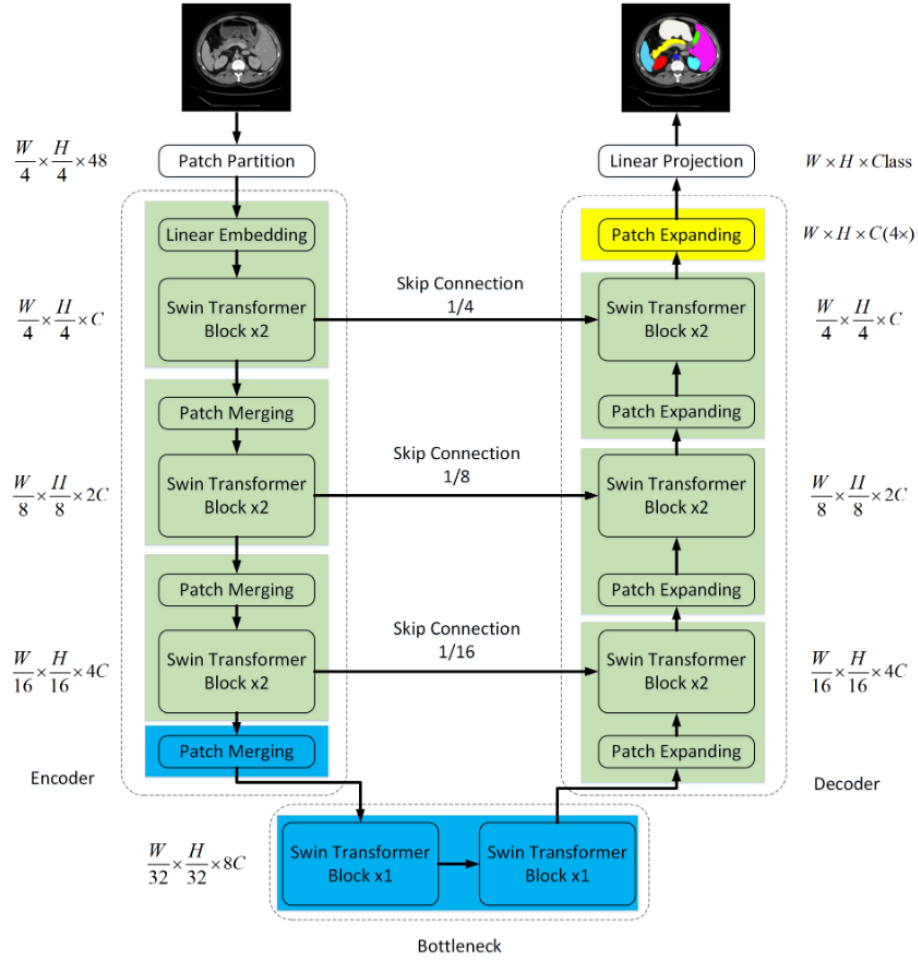 W/4 × H/4 × 48
Patch Partition
Linear Projection
W × H × Class
Linear Embedding
Patch Expanding
W × H × C(4×)
W/4 × H/4 × C
Swin Transformer
Block x2
Skip Connection
1/4
Swin Transformer
Block x2
W/4 × H/4 × C
Patch Merging
Patch Expanding
W/8 × H/8 × 2C
Swin Transformer
Block x2
Skip Connection
1/8
Swin Transformer
Block x2
W/8 × H/8 × 2C
Patch Merging
Patch Expanding
W/16 × H/16 × 4C
Swin Transformer
Block x2
Skip Connection
1/16
Swin Transformer
Block x2
W/16 × H/16 × 4C
Patch Merging
Patch Expanding
Encoder
Decoder
W/32 × H/32 × 8C
Swin Transformer
Block x1
Swin Transformer
Block x1
Bottleneck